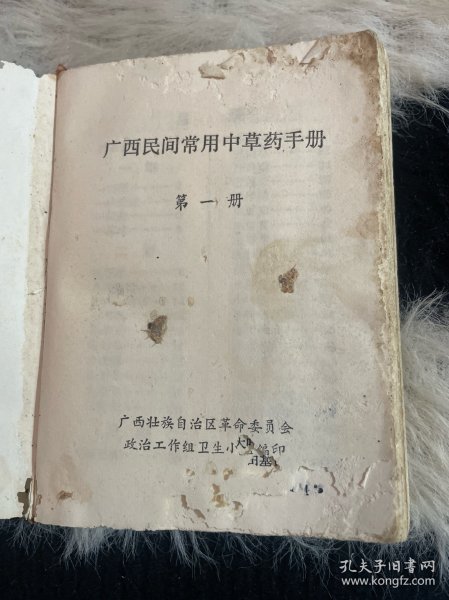 广西民间常用中草药手册
第一册
广西壮族自治区革命委员会
政治工作组卫生小
编印
孔夫子旧书网
www.kongfz.com